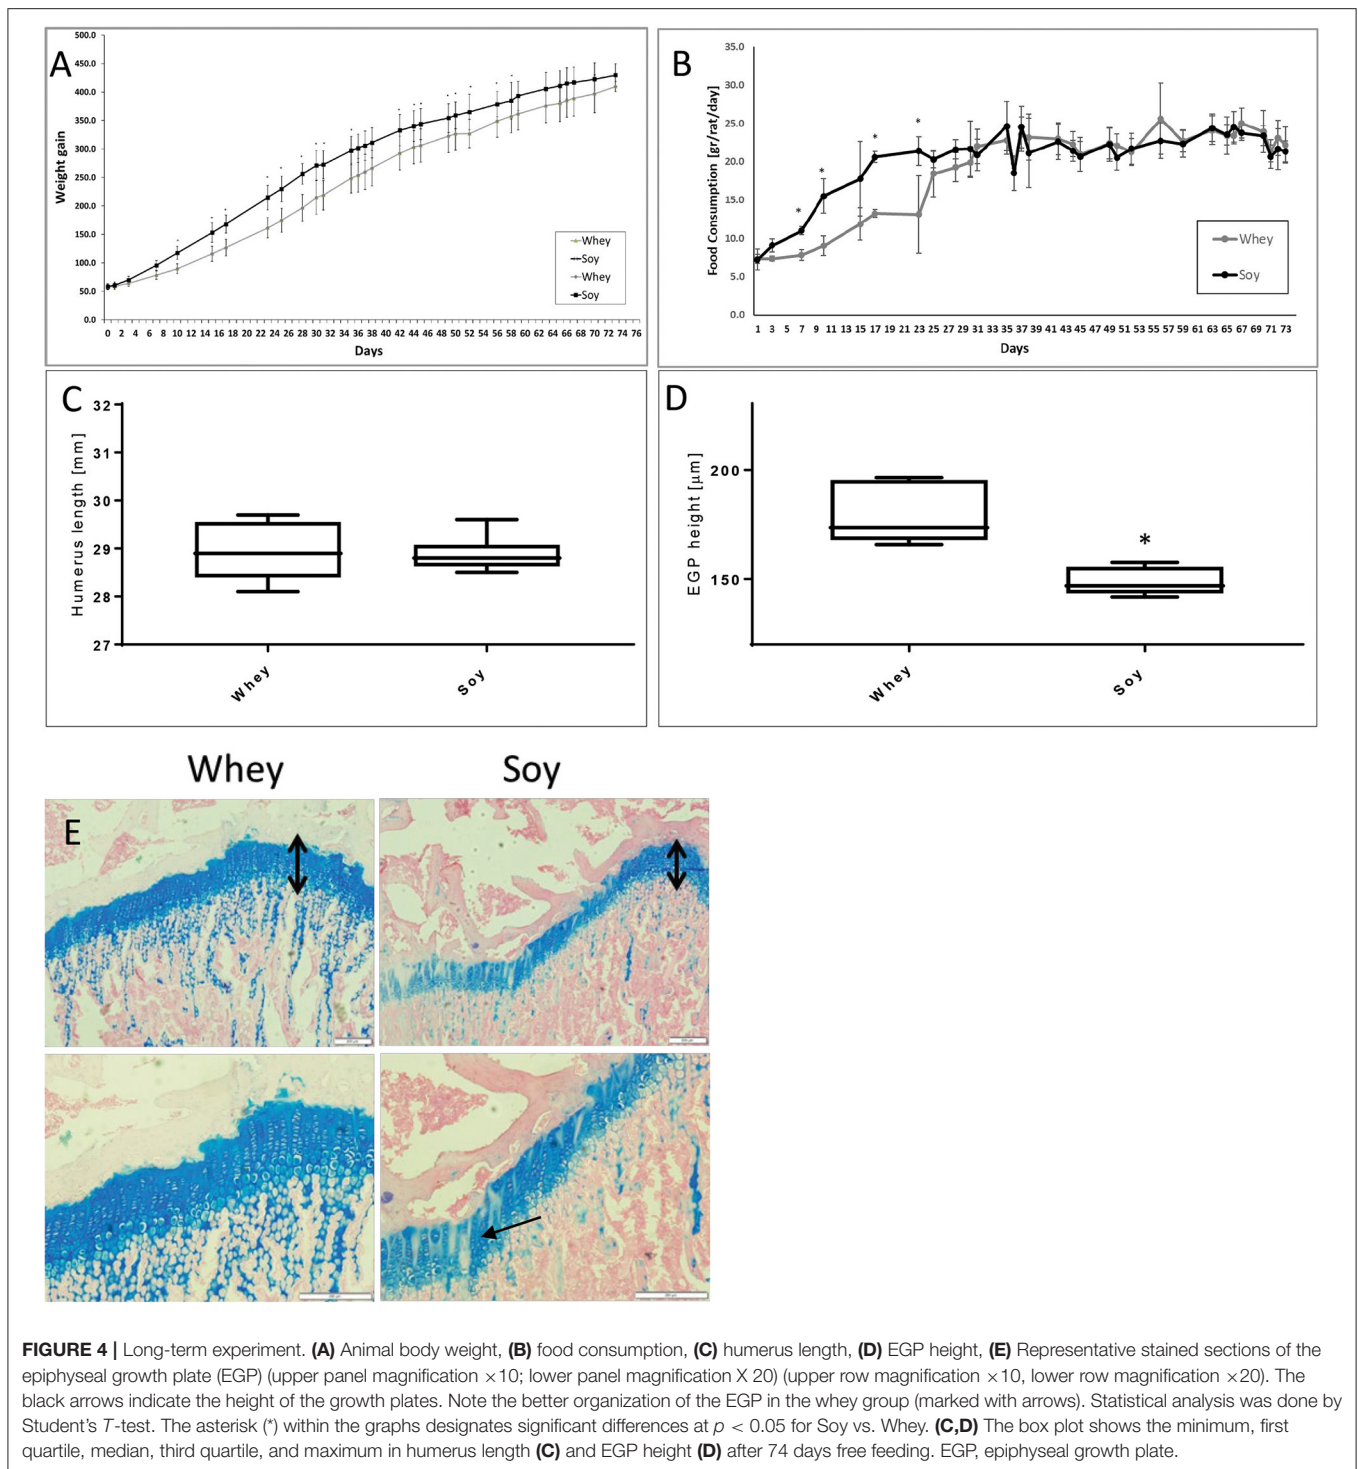 A
Weight gain
500.0
450.0
400.0
350.0
300.0
250.0
200.0
150.0
100.0
50.0
0.0
0 2 4 6 8 10 12 14 16 18 20 22 24 26 28 30 32 34 36 38 40 42 44 46 48 50 52 54 56 58 60 62 64 66 68 70 72 74 76
Days
Whey
Soy
Whey
Soy
B
Food Consumption [gr/rat/day]
35.0
30.0
25.0
20.0
15.0
10.0
5.0
0.0
* * * *
1 3 5 7 9 11 13 15 17 19 21 23 25 27 29 31 33 35 37 39 41 43 45 47 49 51 53 55 57 59 61 63 65 67 69 71 73
Days
Whey
Soy
C
Humerus length [mm]
32
31
30
29
28
27
Whey
Soy
D
EGP height [μm]
200
150
*
Whey
Soy
Whey Soy
E
FIGURE 4 | Long-term experiment. (A) Animal body weight, (B) food consumption, (C) humerus length, (D) EGP height, (E) Representative stained sections of the
epiphyseal growth plate (EGP) (upper panel magnification ×10; lower panel magnification X 20) (upper row magnification ×10, lower row magnification ×20). The
black arrows indicate the height of the growth plates. Note the better organization of the EGP in the whey group (marked with arrows). Statistical analysis was done by
Student's T-test. The asterisk (*) within the graphs designates significant differences at p < 0.05 for Soy vs. Whey. (C,D) The box plot shows the minimum, first
quartile, median, third quartile, and maximum in humerus length (C) and EGP height (D) after 74 days free feeding. EGP, epiphyseal growth plate.